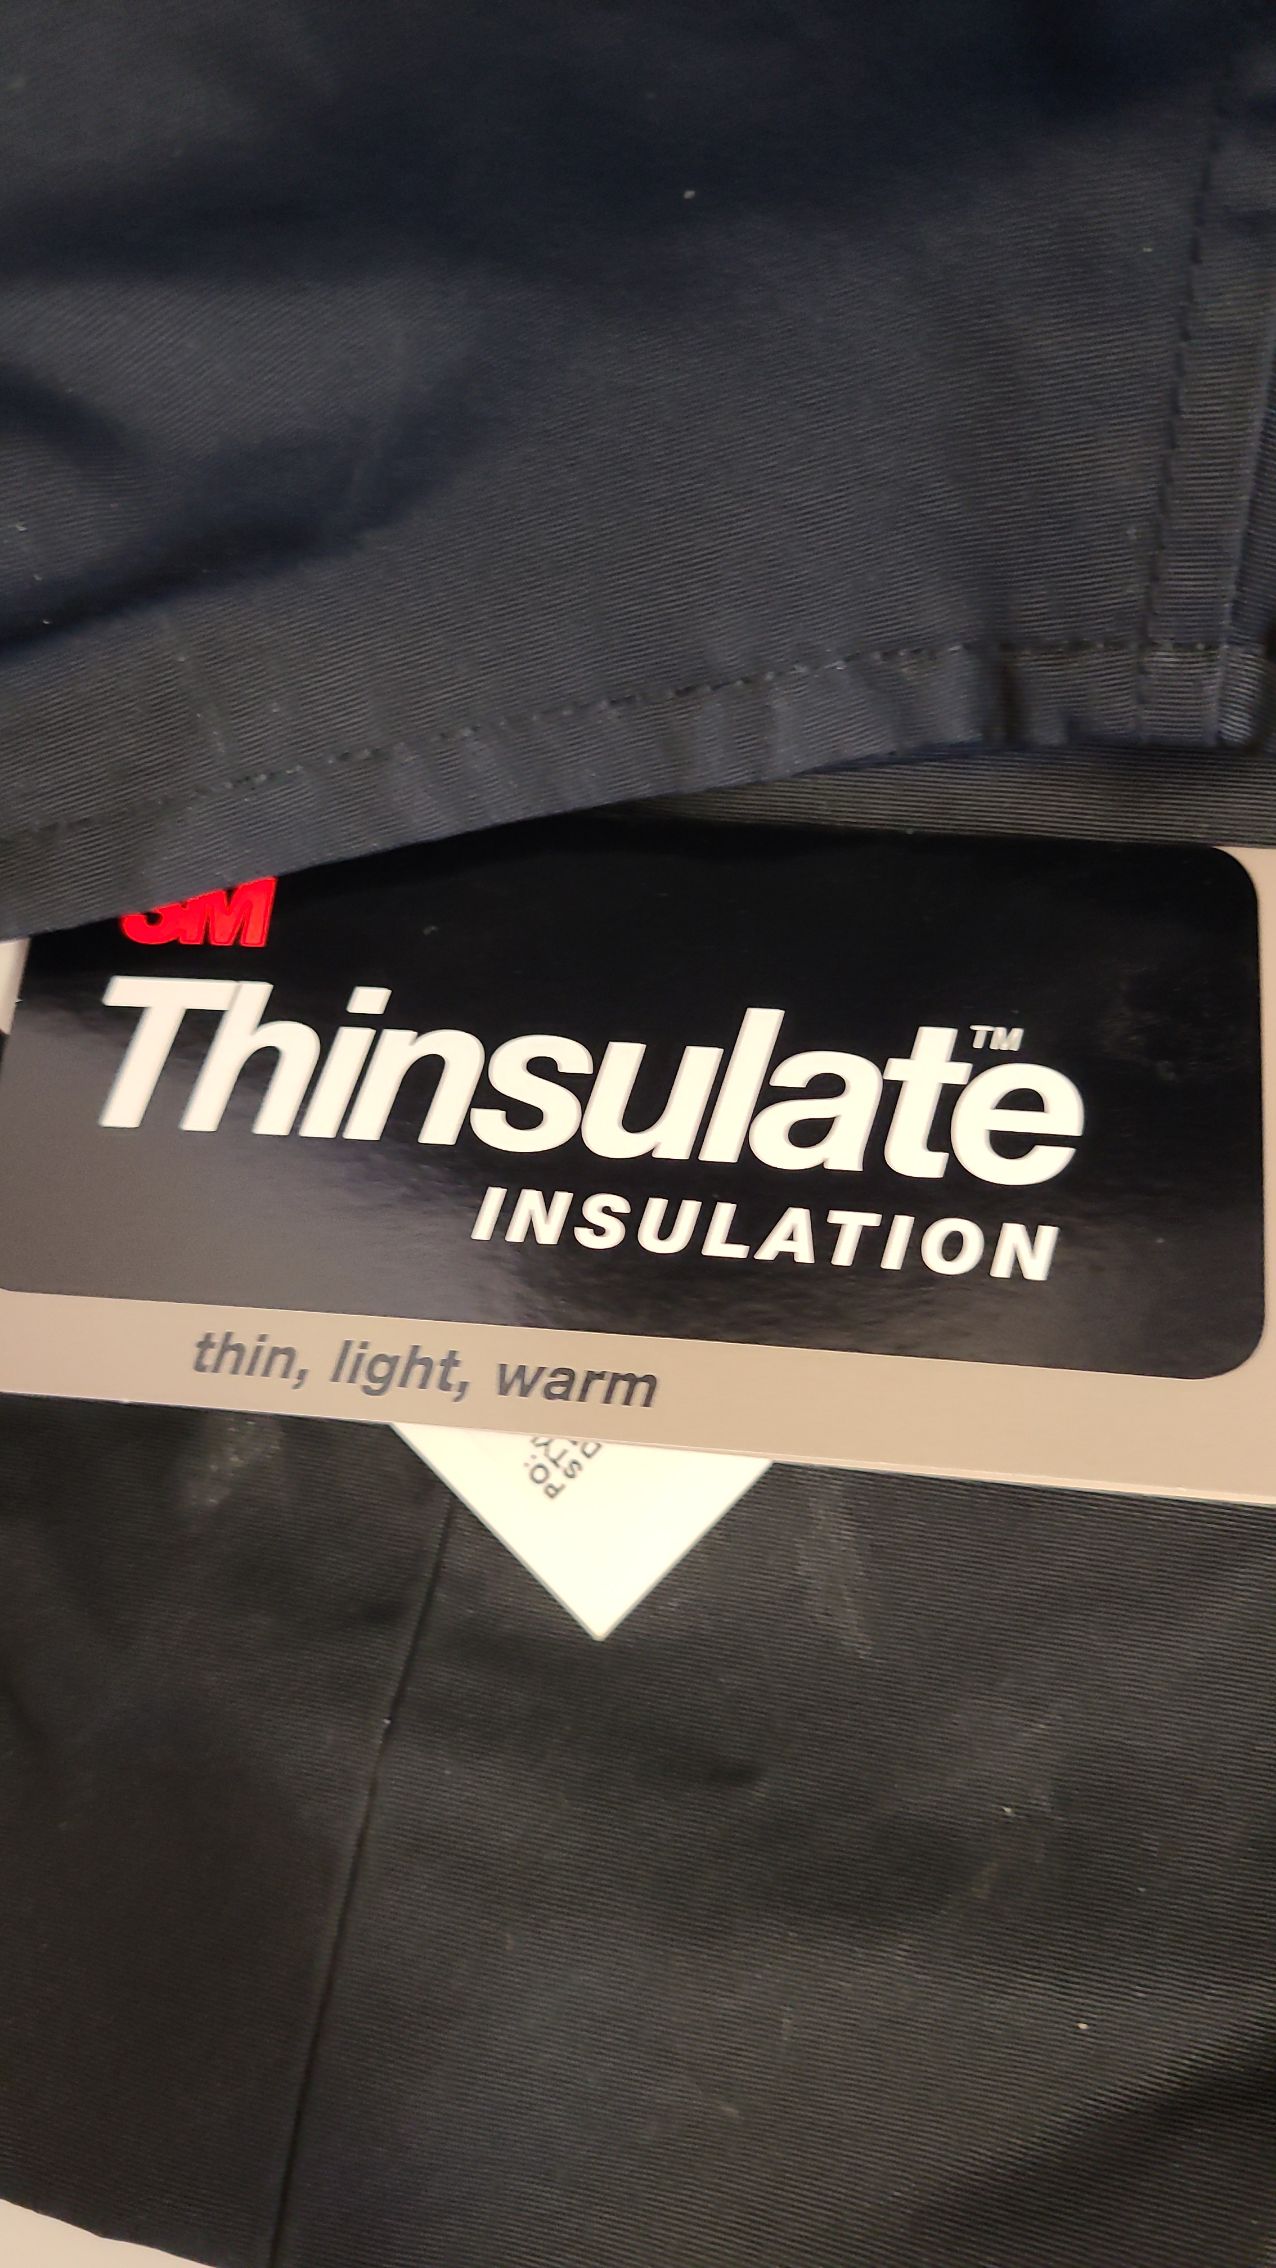 3M
Thinsulate™
INSULATION
thin, light, warm